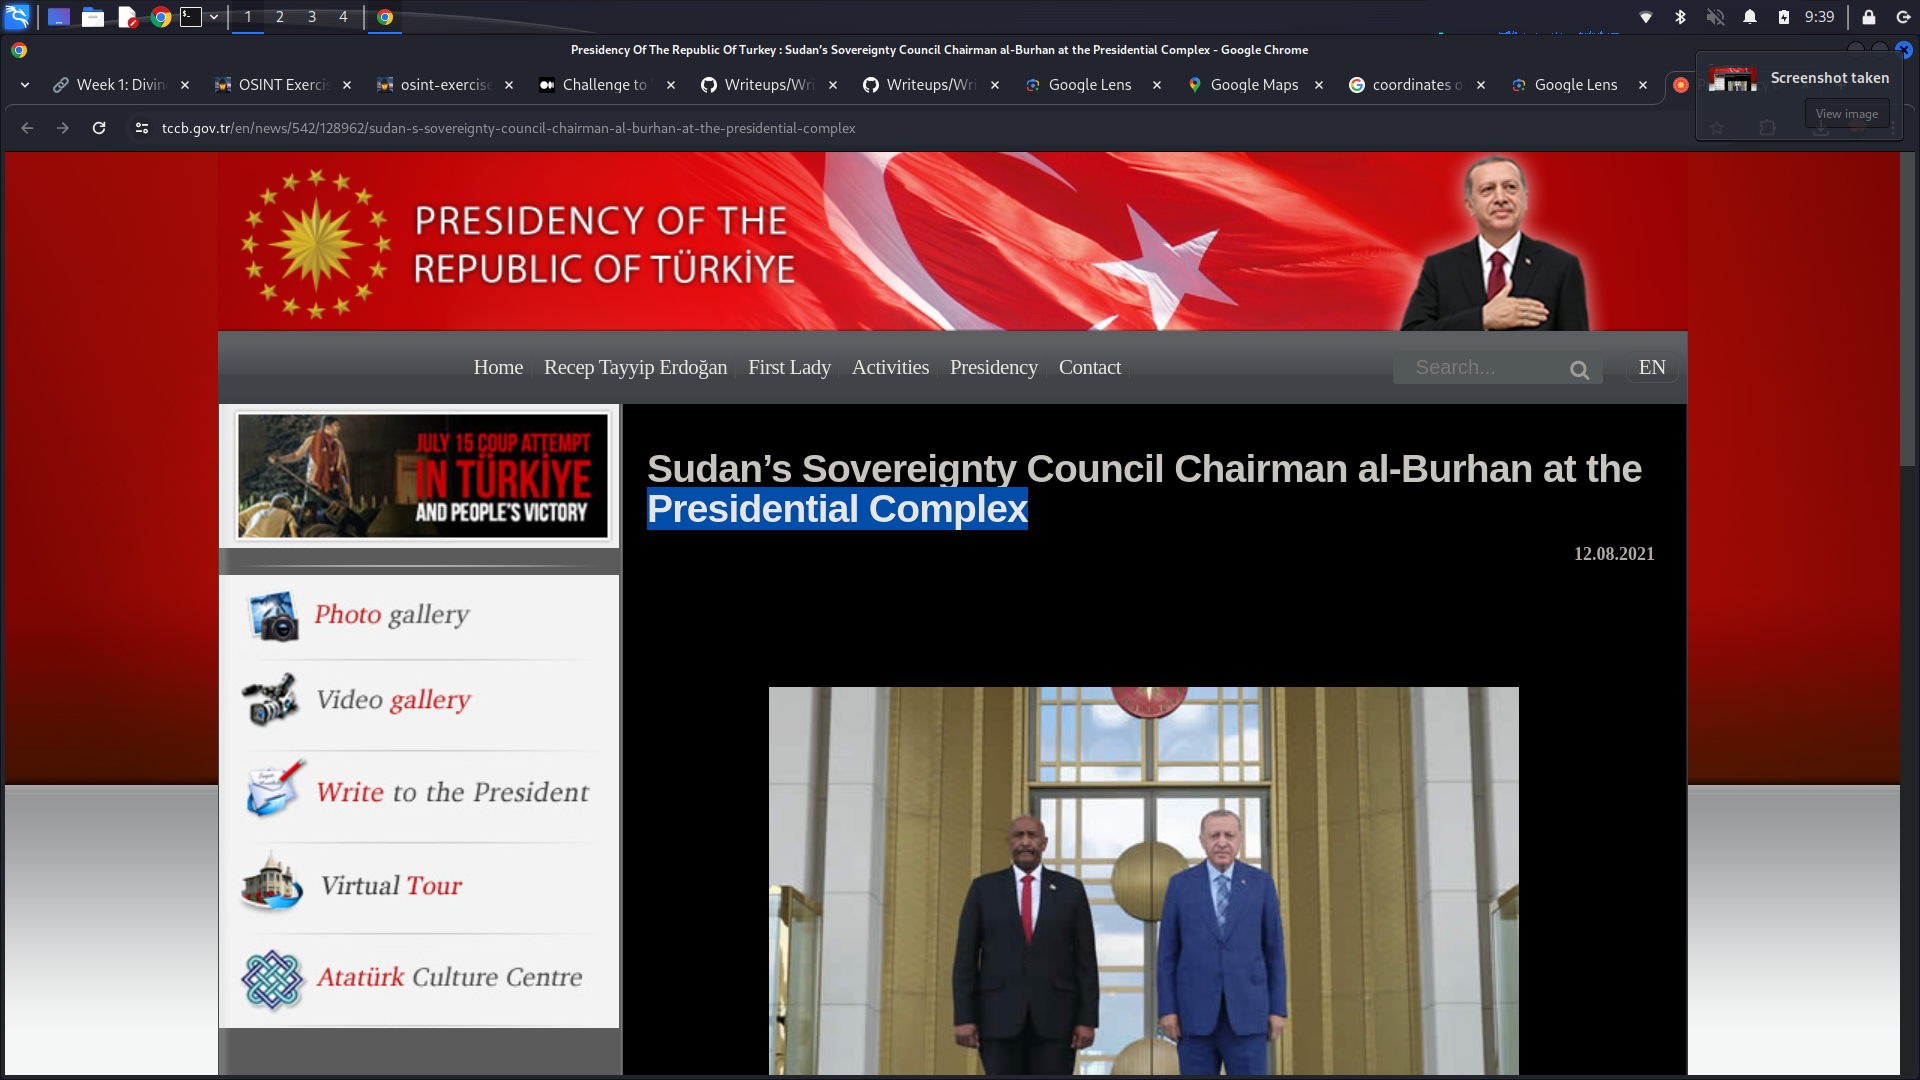 1 2 3 4
9:39
Presidency Of The Republic Of Turkey : Sudan’s Sovereignty Council Chairman al-Burhan at the Presidential Complex - Google Chrome
Week 1: Divin
OSINT Exerci
osint-exercise
Challenge to
Writeups/Wri
Writeups/Wri
Google Lens
Google Maps
coordinates o
Google Lens
Screenshot taken
View image
tccb.gov.tr/en/news/542/128962/sudan-s-sovereignty-council-chairman-al-burhan-at-the-presidential-complex
PRESIDENCY OF THE
REPUBLIC OF TÜRKİYE
Home Recep Tayyip Erdoğan First Lady Activities Presidency Contact
Search...
EN
JULY 15 COUP ATTEMPT
IN TÜRKİYE
AND PEOPLE'S VICTORY
Photo gallery
Video gallery
Write to the President
Virtual Tour
Atatürk Culture Centre
Sudan’s Sovereignty Council Chairman al-Burhan at the
Presidential Complex
12.08.2021